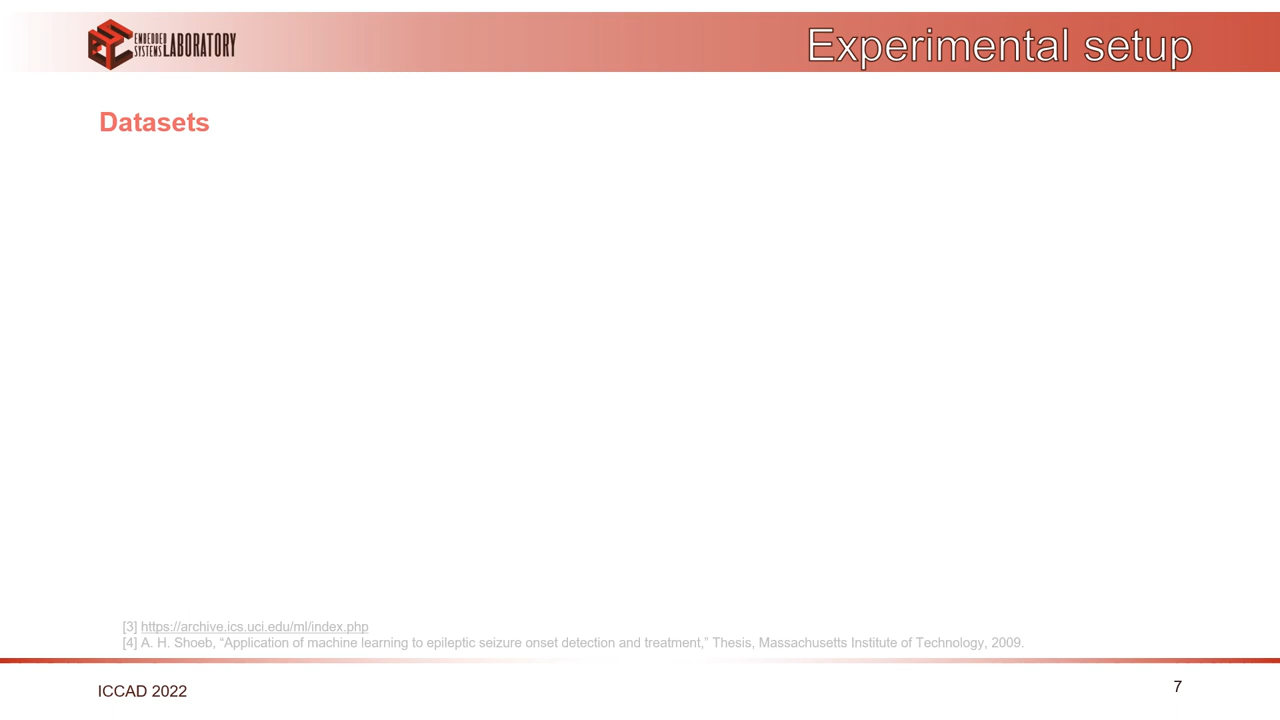 EMBEDDED
SYSTEMS LABORATORY
Experimental setup
Datasets
[3] https://archive.ics.uci.edu/ml/index.php
[4] A. H. Shoeb, “Application of machine learning to epileptic seizure onset detection and treatment,” Thesis, Massachusetts Institute of Technology, 2009.
ICCAD 2022
7